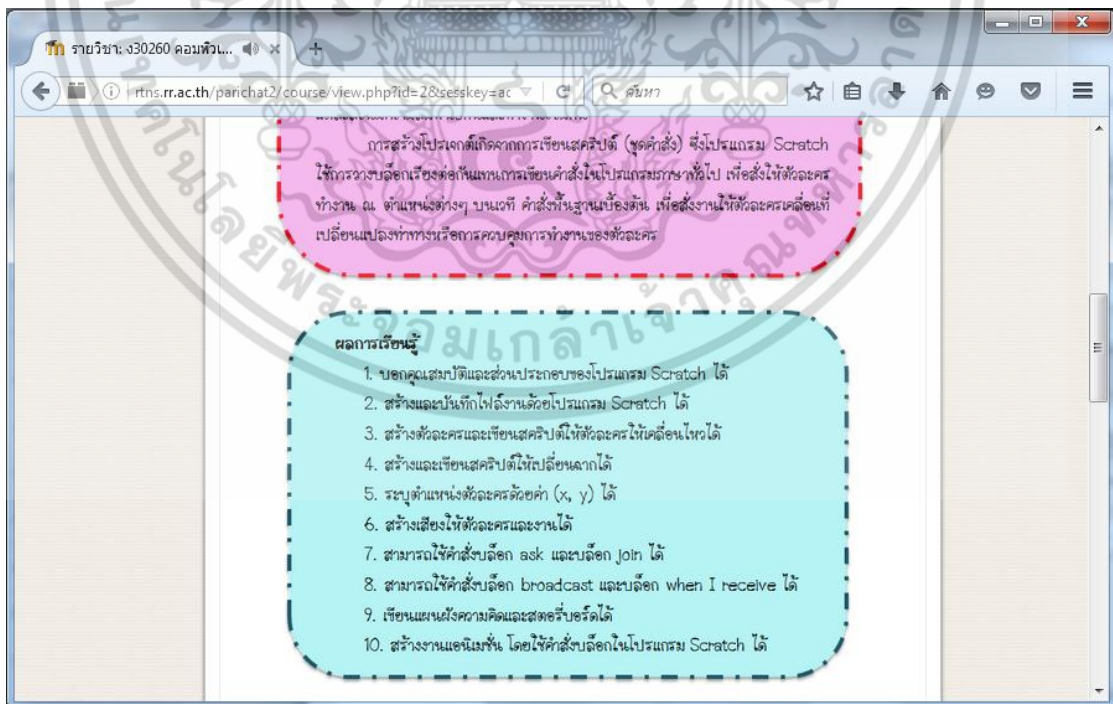 รายวิชา: ง30260 คอมพิวเ...
rtns.rr.ac.th/parichat2/course/view.php?id=2&sesskey=ac
ค้นหา
การสร้างโปรเจกต์เกิดจากการเขียนสคริปต์ (ชุดคำสั่ง) ซึ่งโปรแกรม Scratch
ใช้การวางบล็อกเรียงต่อกันแทนการเขียนคำสั่งในโปรแกรมภาษาทั่วไป เพื่อสั่งให้ตัวละคร
ทำงาน ณ ตำแหน่งต่างๆ บนเวที คำสั่งพื้นฐานเบื้องต้น เพื่อสั่งงานให้ตัวละครเคลื่อนที่
เปลี่ยนแปลงท่าทางหรือการควบคุมการทำงานของตัวละคร
ผลการเรียนรู้
1. บอกคุณสมบัติและส่วนประกอบของโปรแกรม Scratch ได้
2. สร้างและบันทึกไฟล์งานด้วยโปรแกรม Scratch ได้
3. สร้างตัวละครและเขียนสคริปต์ให้ตัวละครให้เคลื่อนไหวได้
4. สร้างและเขียนสคริปต์ให้เปลี่ยนฉากได้
5. ระบุตำแหน่งตัวละครด้วยค่า (x, y) ได้
6. สร้างเสียงให้ตัวละครและงานได้
7. สามารถใช้คำสั่งบล็อก ask และบล็อก join ได้
8. สามารถใช้คำสั่งบล็อก broadcast และบล็อก when I receive ได้
9. เขียนแผนผังความคิดและสตอรี่บอร์ดได้
10. สร้างงานแอนิเมชั่น โดยใช้คำสั่งบล็อกในโปรแกรม Scratch ได้